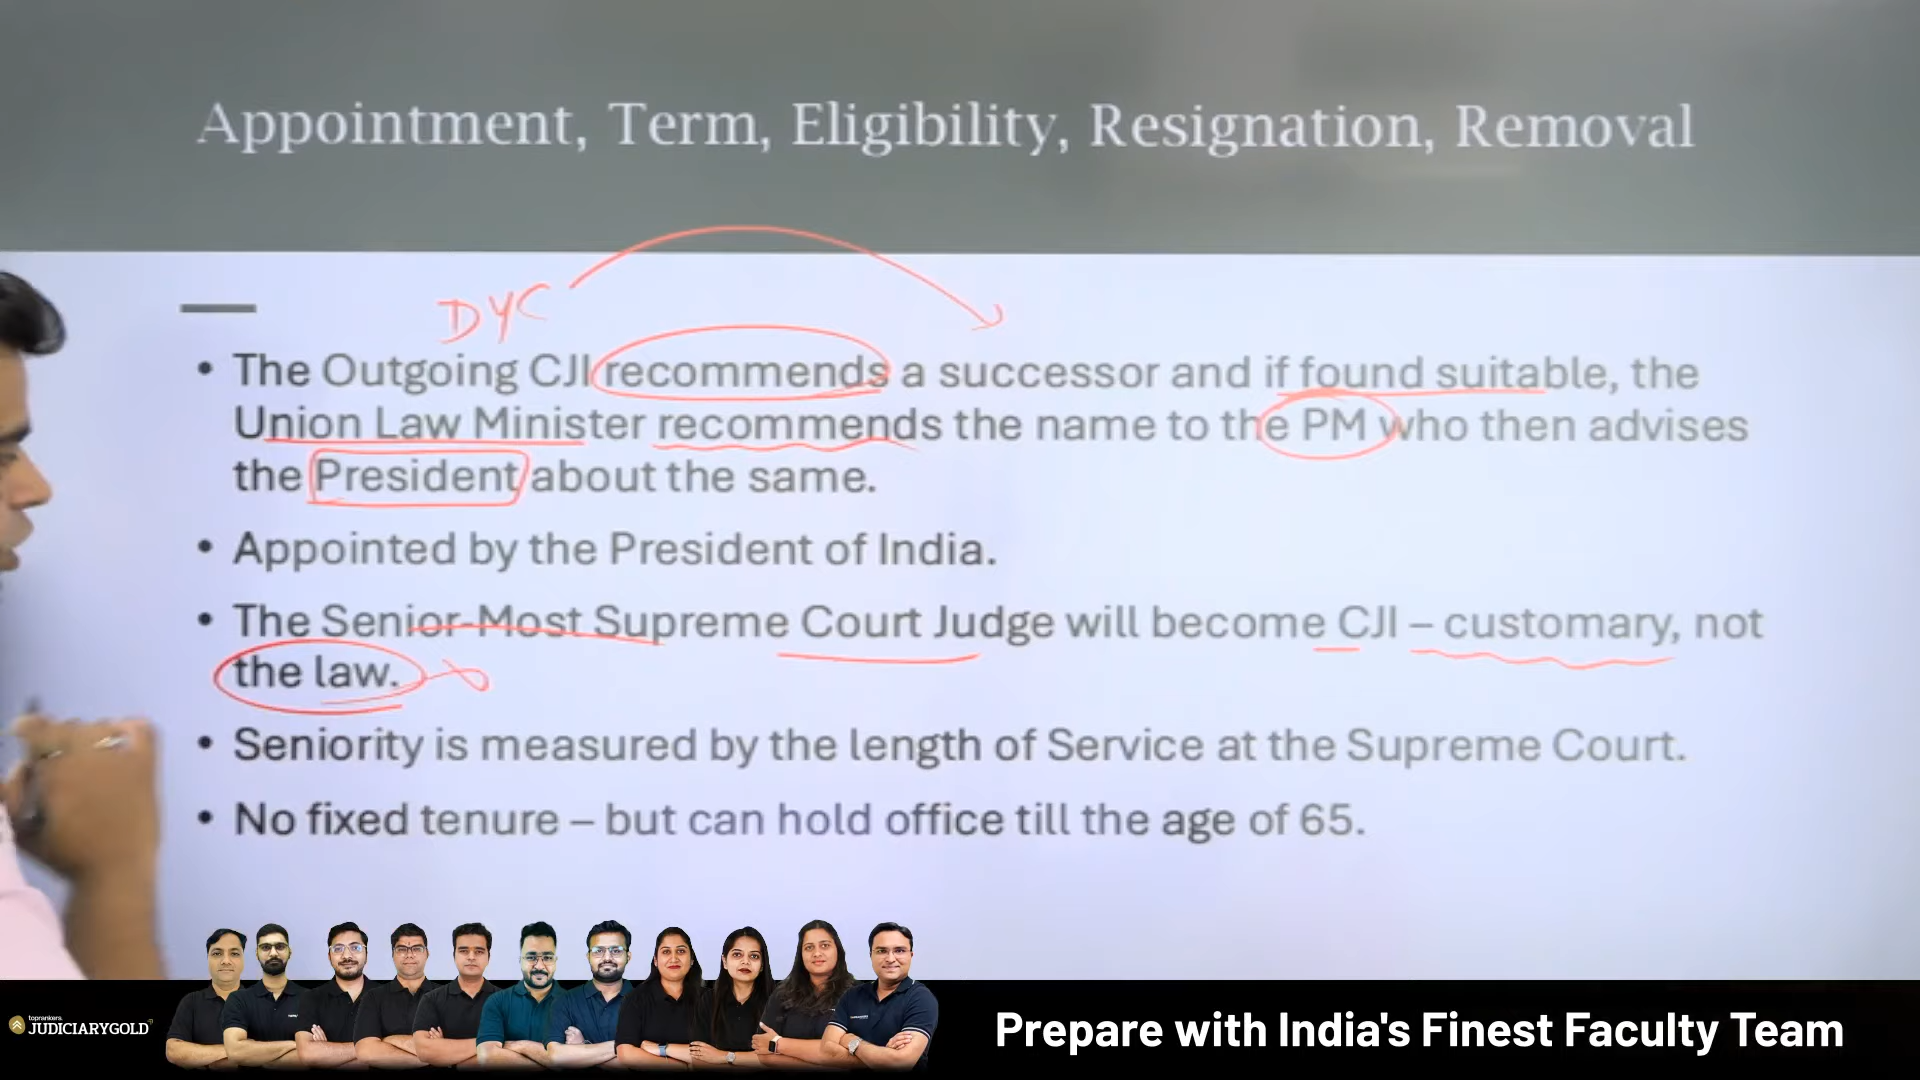 Appointment, Term, Eligibility, Resignation, Removal
DYC
• The Outgoing CJI recommends a successor and if found suitable, the
Union Law Minister recommends the name to the PM who then advises
the President about the same.
• Appointed by the President of India.
• The Senior-Most Supreme Court Judge will become CJI – customary, not
the law.
• Seniority is measured by the length of Service at the Supreme Court.
• No fixed tenure – but can hold office till the age of 65.
toprankers
JUDICIARYGOLD
Prepare with India's Finest Faculty Team